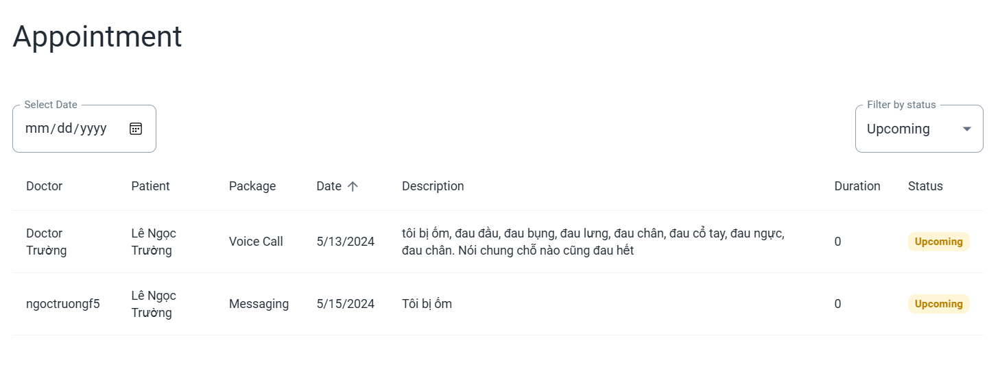 Appointment
Select Date
Filter by status
mm/dd/yyyy
Upcoming
Doctor Patient Package Date Description Duration Status
Doctor Trường Lê Ngọc Trường Voice Call 5/13/2024 tôi bị ốm, đau đầu, đau bụng, đau lưng, đau chân, đau cổ tay, đau ngực, đau chân. Nói chung chỗ nào cũng đau hết 0 Upcoming
ngoctruongf5 Lê Ngọc Trường Messaging 5/15/2024 Tôi bị ốm 0 Upcoming